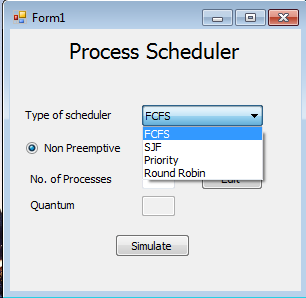 Form1
Process Scheduler
Type of scheduler FCFS
FCFS
SJF
Priority
Round Robin
Non Preemptive
No. of Processes Edit
Quantum
Simulate